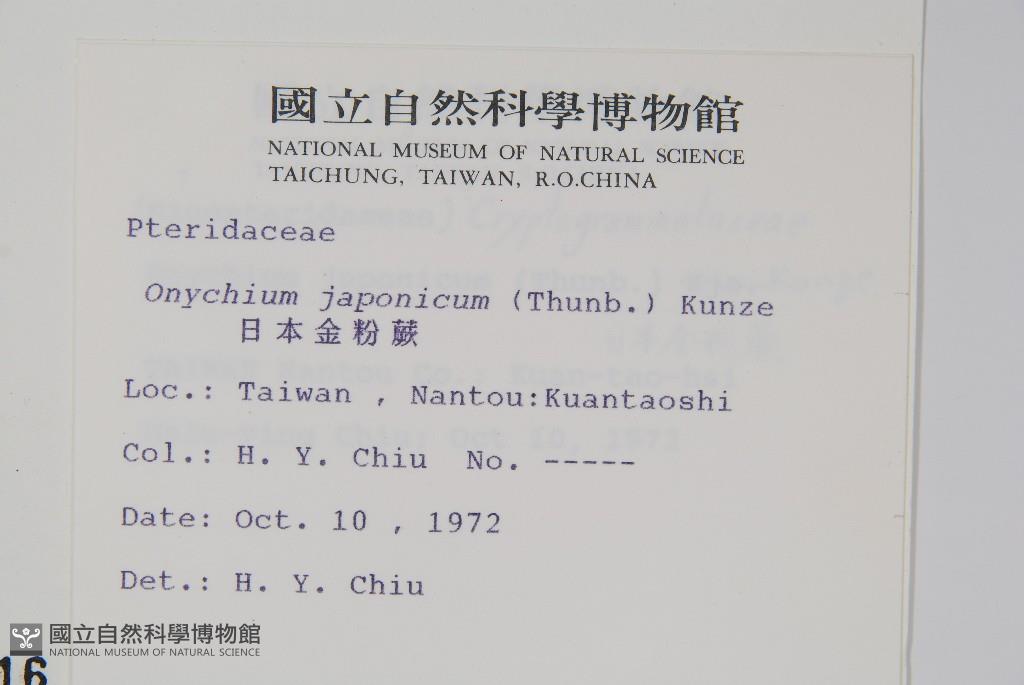 國立自然科學博物館
NATIONAL MUSEUM OF NATURAL SCIENCE
TAICHUNG, TAIWAN, R.O.CHINA
Pteridaceae
Onychium japonicum (Thunb.) Kunze
日本金粉蕨
Loc.: Taiwan , Nantou:Kuantaoshi
Col.: H. Y. Chiu No. -----
Date: Oct. 10 , 1972
Det.: H. Y. Chiu
國立自然科學博物館
NATIONAL MUSEUM OF NATURAL SCIENCE
16